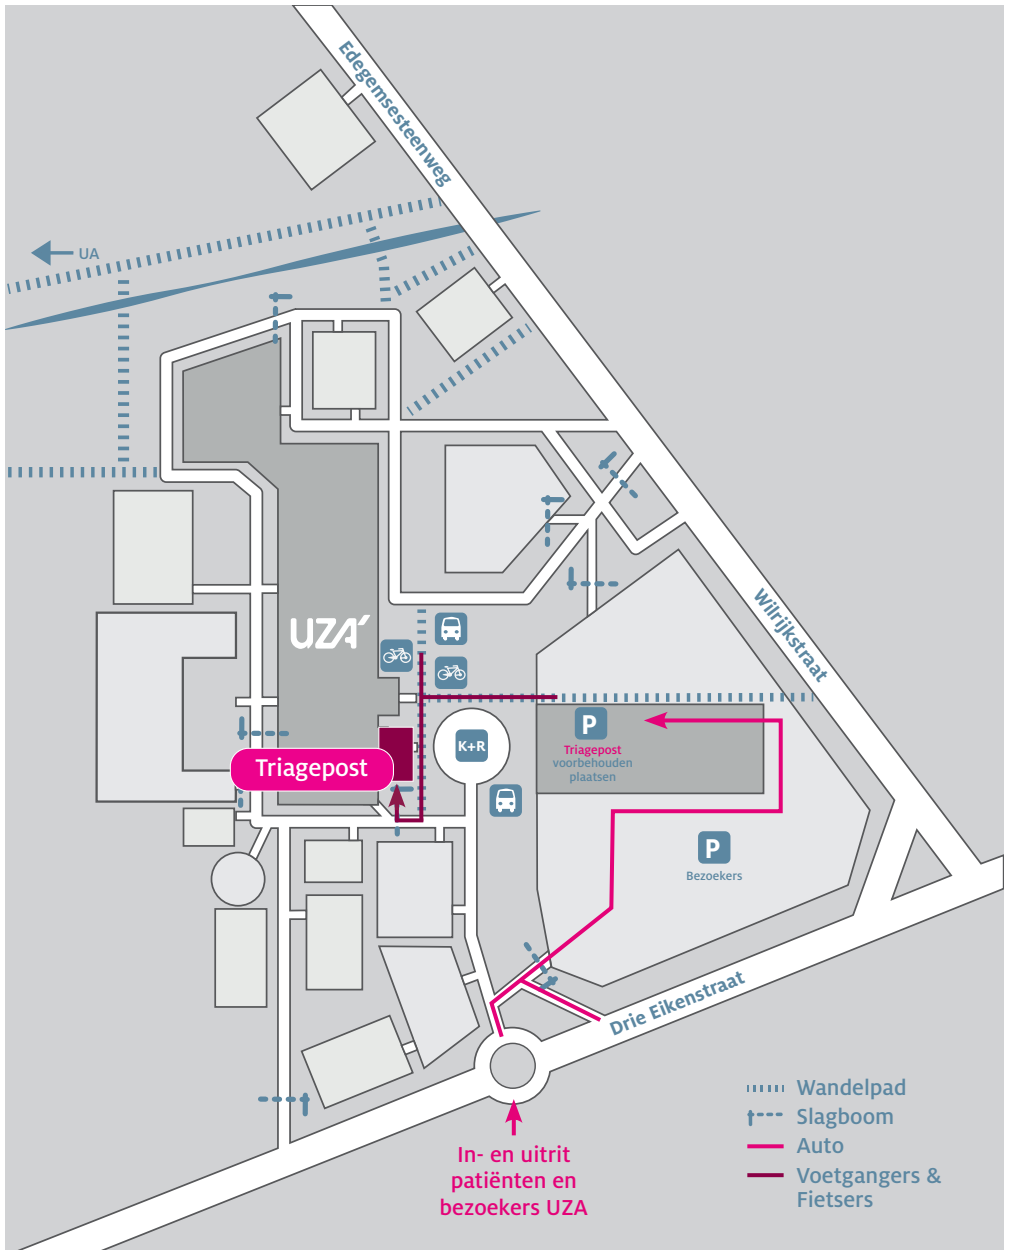 Edegemsesteenweg
UA
Wilrijkstraat
UZA'
K+R
P
Triagepost
voorbehouden
plaatsen
Triagepost
P
Bezoekers
Drie Eikenstraat
In- en uitrit
patiënten en
bezoekers UZA
Wandelpad
Slagboom
Auto
Voetgangers &
Fietsers